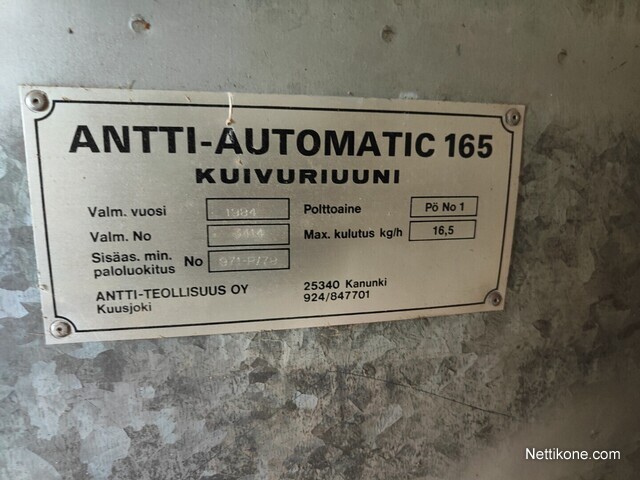 ANTTI-AUTOMATIC 165
KUIVURIUUNI
Valm. vuosi 1984 Polttoaine Pö No 1
Valm. No Max. kulutus kg/h 16,5
Sisäas. min.
paloluokitus No
ANTTI-TEOLLISUUS OY 25340 Kanunki
Kuusjoki 924/847701
Nettikone.com